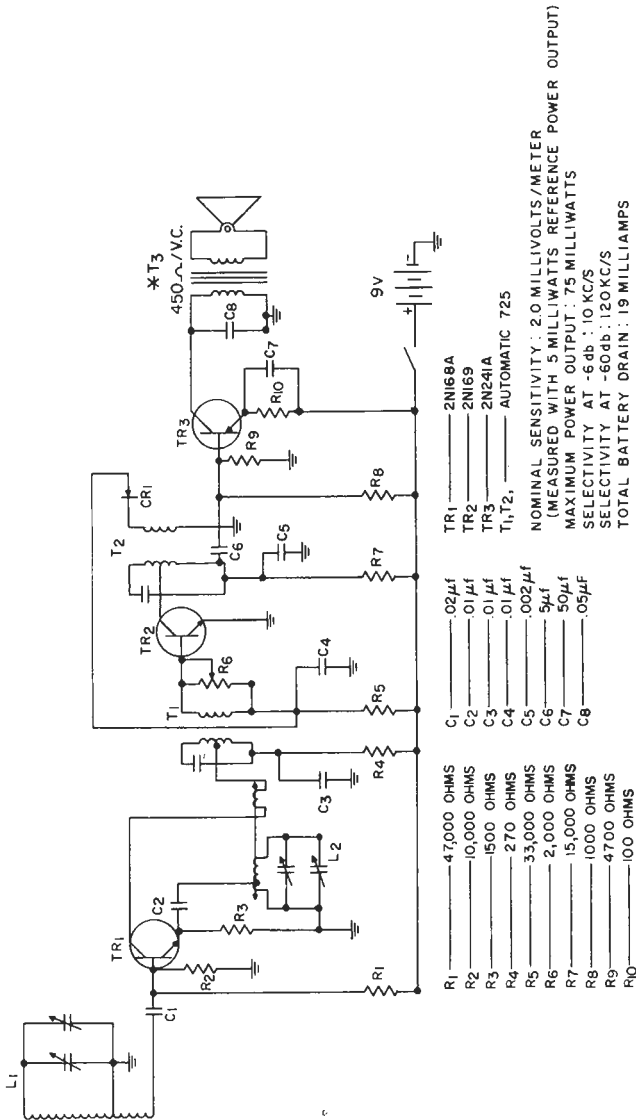 L1
C1
TR1
R2
C2
R3
R1
L2
T1
R6
TR2
T2
CR1
C3
R4
C4
R5
C6
C5
R7
R8
TR3
R9
R10
C7
C8
*T3
450Ω/V.C.
9V
+
-
R1 47,000 OHMS
R2 10,000 OHMS
R3 1500 OHMS
R4 270 OHMS
R5 33,000 OHMS
R6 2,000 OHMS
R7 15,000 OHMS
R8 1000 OHMS
R9 4700 OHMS
R10 100 OHMS
C1 .02µf
C2 .01µf
C3 .01µf
C4 .01µf
C5 .002µf
C6 5µf
C7 50µf
C8 .05µF
TR1 2N168A
TR2 2N169
TR3 2N241A
T1,T2, AUTOMATIC 725
NOMINAL SENSITIVITY: 2.0 MILLIVOLTS/METER
(MEASURED WITH 5 MILLIWATTS REFERENCE POWER OUTPUT)
MAXIMUM POWER OUTPUT: 75 MILLIWATTS
SELECTIVITY AT -6db: 10 KC/S
SELECTIVITY AT -60db: 120KC/S
TOTAL BATTERY DRAIN: 19 MILLIAMPS